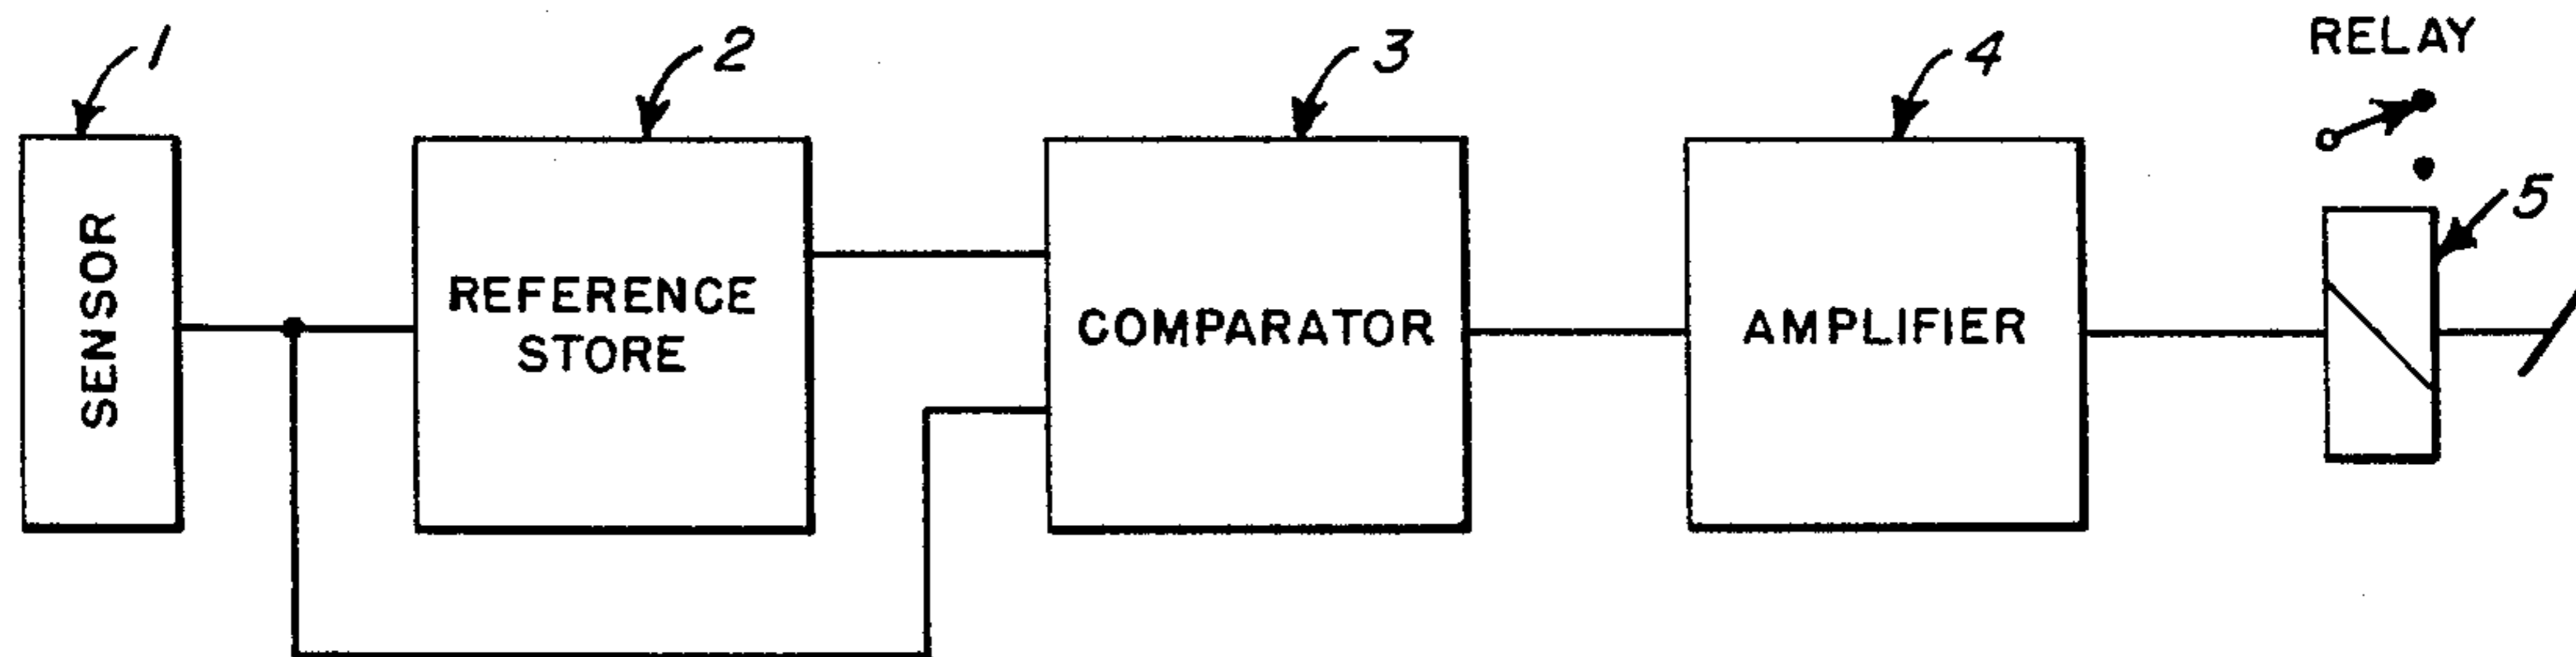 1
2
3
4
RELAY
5
SENSOR
REFERENCE
STORE
COMPARATOR
AMPLIFIER